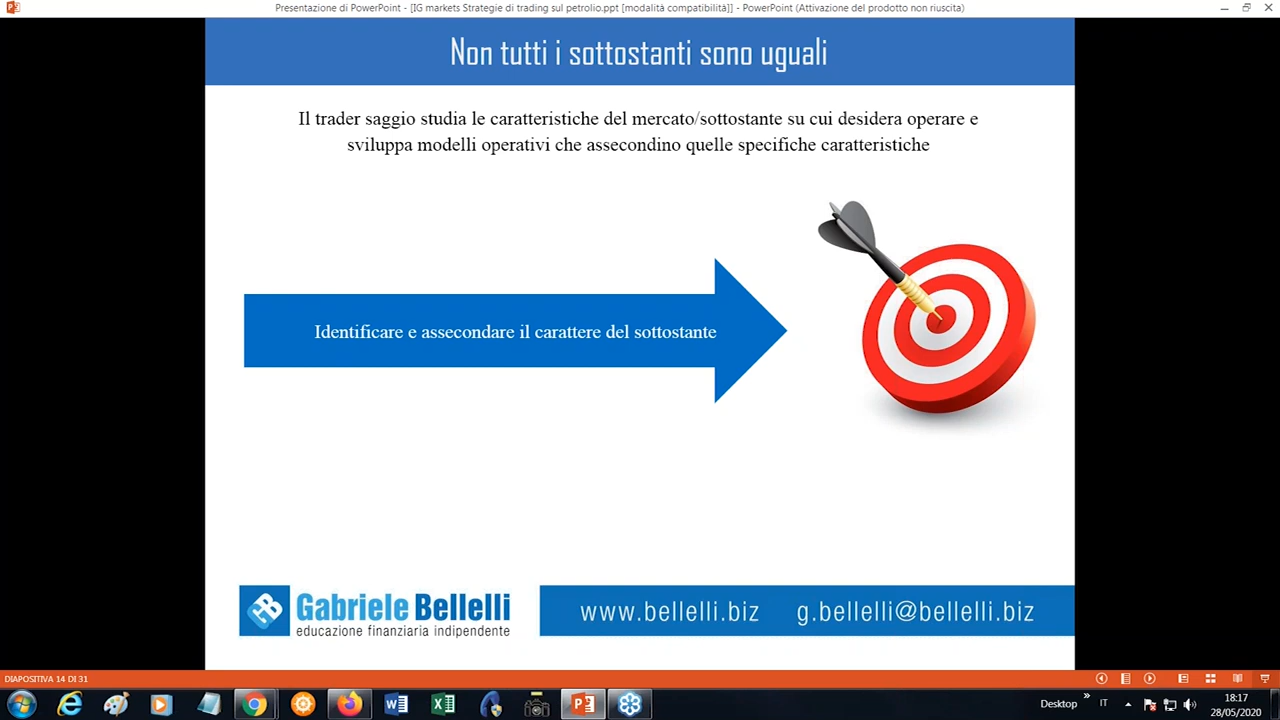 Presentazione di PowerPoint - [IG markets Strategie di trading sul petrolio.ppt [modalità compatibilità]] - PowerPoint (Attivazione del prodotto non riuscita)
Non tutti i sottostanti sono uguali
Il trader saggio studia le caratteristiche del mercato/sottostante su cui desidera operare e
sviluppa modelli operativi che assecondino quelle specifiche caratteristiche
Identificare e assecondare il carattere del sottostante
Gabriele Bellelli
educazione finanziaria indipendente
www.bellelli.biz g.bellelli@bellelli.biz
DIAPOSITIVA 14 DI 31
Desktop
IT
18:17
28/05/2020